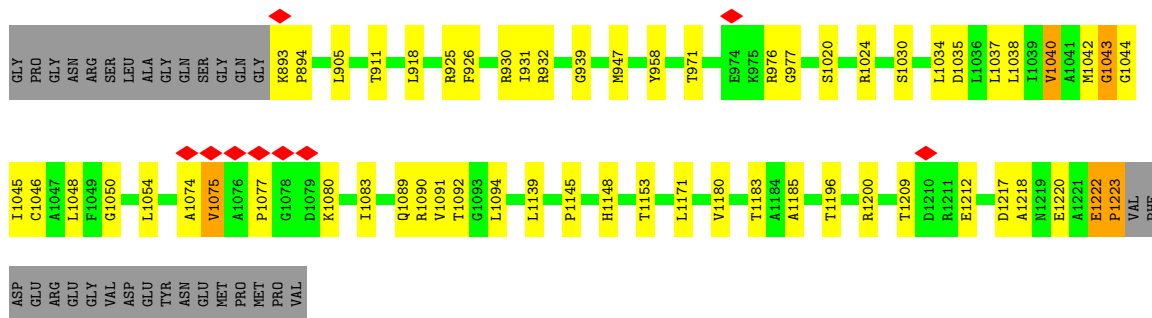 GLY PRO GLY ASN ARG SER LEU ALA GLY GLN SER GLY GLN GLY K893 P894 L905 T911 L918 R925 F926 R930 I931 R932 G939 M947 Y958 T971 E974 K975 R976 G977 S1020 R1024 S1030 L1034 D1035 L1036 L1037 L1038 I1039 V1040 A1041 M1042 G1043 G1044
I1045 C1046 A1047 L1048 F1049 G1050 L1054 A1074 V1075 A1076 P1077 G1078 D1079 K1080 I1083 Q1089 R1090 V1091 T1092 G1093 L1094 L1139 P1145 H1148 T1153 L1171 V1180 T1183 A1184 A1185 T1196 R1200 T1209 D1210 R1211 E1212 D1217 A1218 N1219 E1220 A1221 E1222 P1223 VAL PHE
ASP GLU ARG GLU GLY VAL ASP GLU TYR ASN GLU MET PRO MET PRO VAL